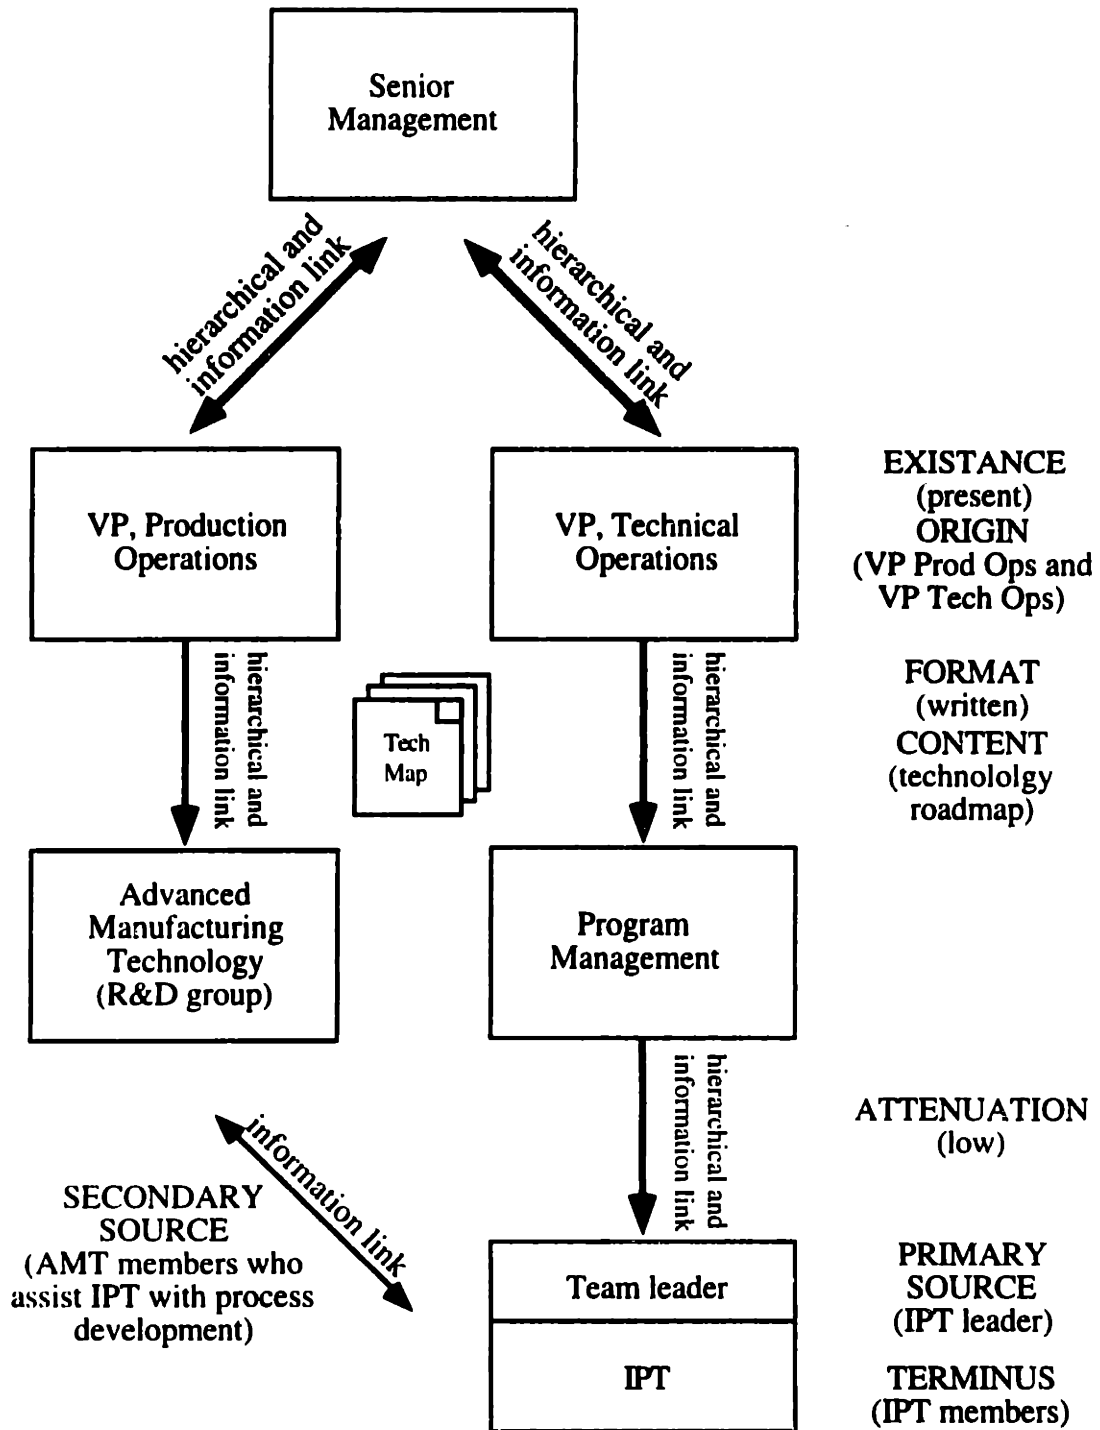 Senior
Management
hierarchical and
information link
hierarchical and
information link
VP, Production
Operations
VP, Technical
Operations
EXISTANCE
(present)
ORIGIN
(VP Prod Ops and
VP Tech Ops)
hierarchical and
information link
Tech
Map
hierarchical and
information link
FORMAT
(written)
CONTENT
(technololgy
roadmap)
Advanced
Manufacturing
Technology
(R&D group)
Program
Management
hierarchical and
information link
ATTENUATION
(low)
information link
SECONDARY
SOURCE
(AMT members who
assist IPT with process
development)
Team leader
IPT
PRIMARY
SOURCE
(IPT leader)
TERMINUS
(IPT members)